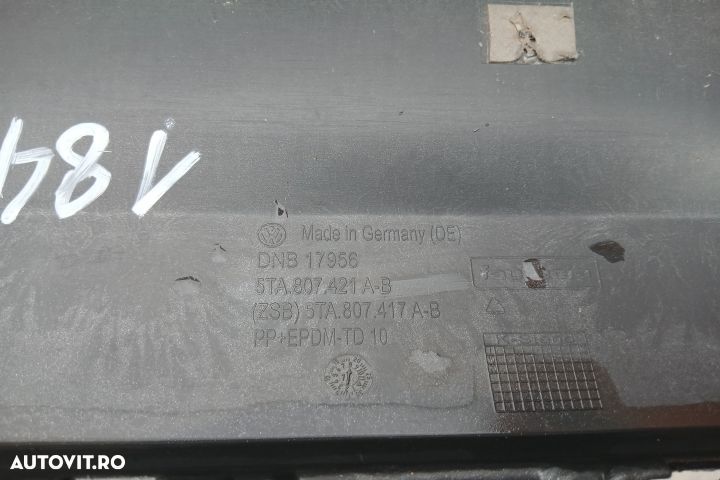 184
Made in Germany (DE)
DNB 17956
5TA.807.421 A-B
(ZSB) 5TA.807.417 A-B
PP+EPDM-TD 10
AUTOVIT.RO